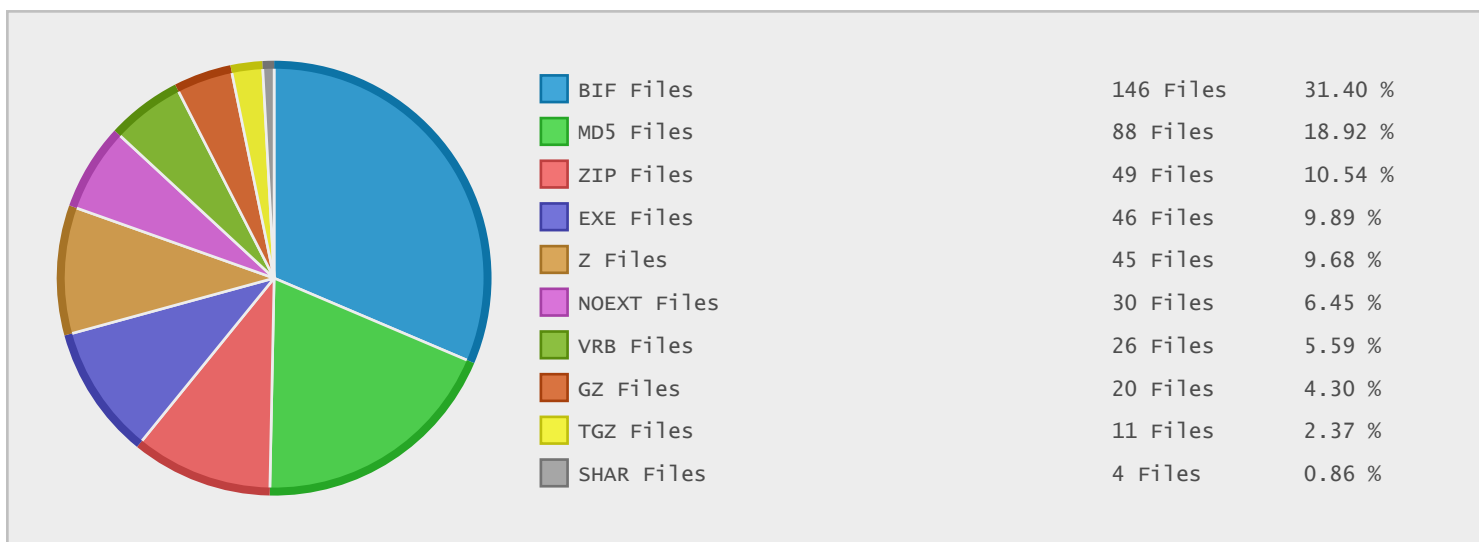 BIF Files 146 Files 31.40 %
MD5 Files 88 Files 18.92 %
ZIP Files 49 Files 10.54 %
EXE Files 46 Files 9.89 %
Z Files 45 Files 9.68 %
NOEXT Files 30 Files 6.45 %
VRB Files 26 Files 5.59 %
GZ Files 20 Files 4.30 %
TGZ Files 11 Files 2.37 %
SHAR Files 4 Files 0.86 %